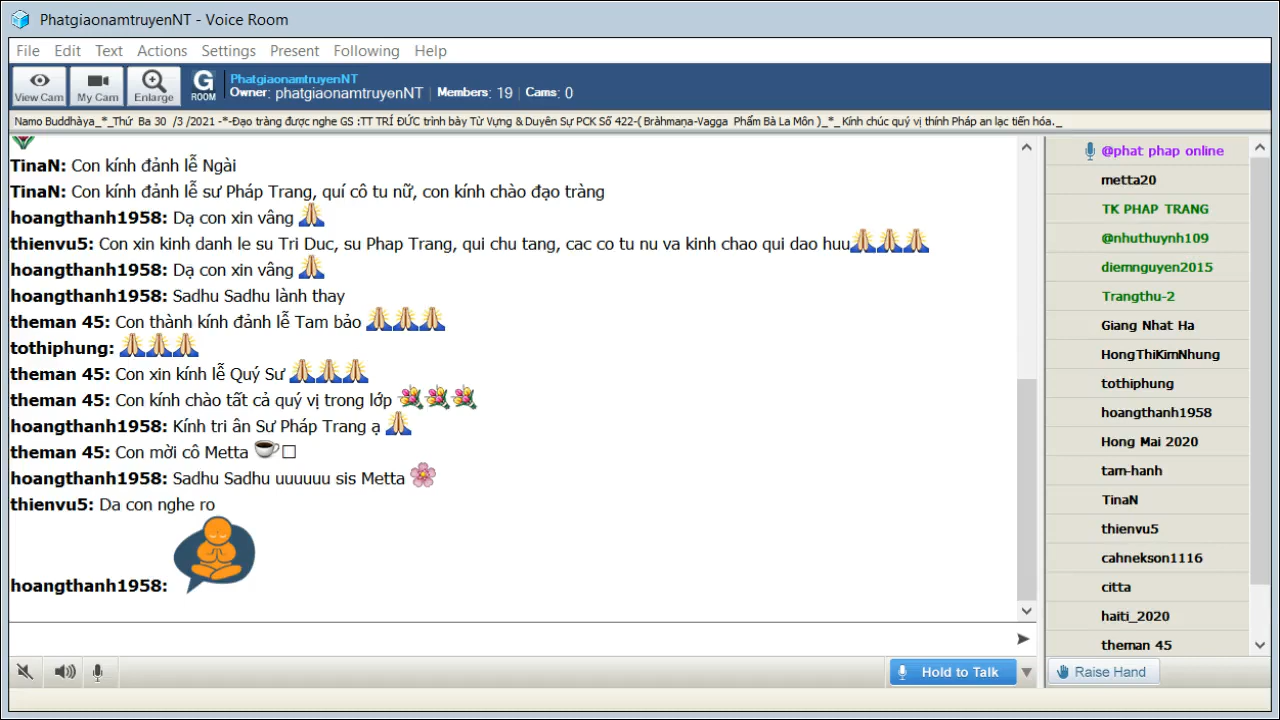 PhatgiaonamtruyenNT - Voice Room
File Edit Text Actions Settings Present Following Help
View Cam My Cam Enlarge G ROOM
PhatgiaonamtruyenNT
Owner: phatgiaonamtruyenNT | Members: 19 | Cams: 0
Namo Buddhàya_*_Thứ Ba 30 /3 /2021 -*-Đạo tràng được nghe GS :TT TRÍ ĐỨC trình bày Từ Vựng & Duyên Sự PCK Số 422-( Bràhmaṇa-Vagga Phẩm Bà La Môn )_*_ Kính chúc quý vị thính Pháp an lạc tiến hóa._
TinaN: Con kính đảnh lễ Ngài
TinaN: Con kính đảnh lễ sư Pháp Trang, quí cô tu nữ, con kính chào đạo tràng
hoangthanh1958: Dạ con xin vâng
thienvu5: Con xin kinh danh le su Tri Duc, su Phap Trang, qui chu tang, cac co tu nu va kinh chao qui dao huu
hoangthanh1958: Dạ con xin vâng
hoangthanh1958: Sadhu Sadhu lành thay
theman 45: Con thành kính đảnh lễ Tam bảo
tothiphung:
theman 45: Con xin kính lễ Quý Sư
theman 45: Con kính chào tất cả quý vị trong lớp
hoangthanh1958: Kính tri ân Sư Pháp Trang ạ
theman 45: Con mời cô Metta
hoangthanh1958: Sadhu Sadhu uuuuuu sis Metta
thienvu5: Da con nghe ro
hoangthanh1958:
@phat phap online
metta20
TK PHAP TRANG
@nhuthuynh109
diemnguyen2015
Trangthu-2
Giang Nhat Ha
HongThiKimNhung
tothiphung
hoangthanh1958
Hong Mai 2020
tam-hanh
TinaN
thienvu5
cahnekson1116
citta
haiti_2020
theman 45
Hold to Talk
Raise Hand